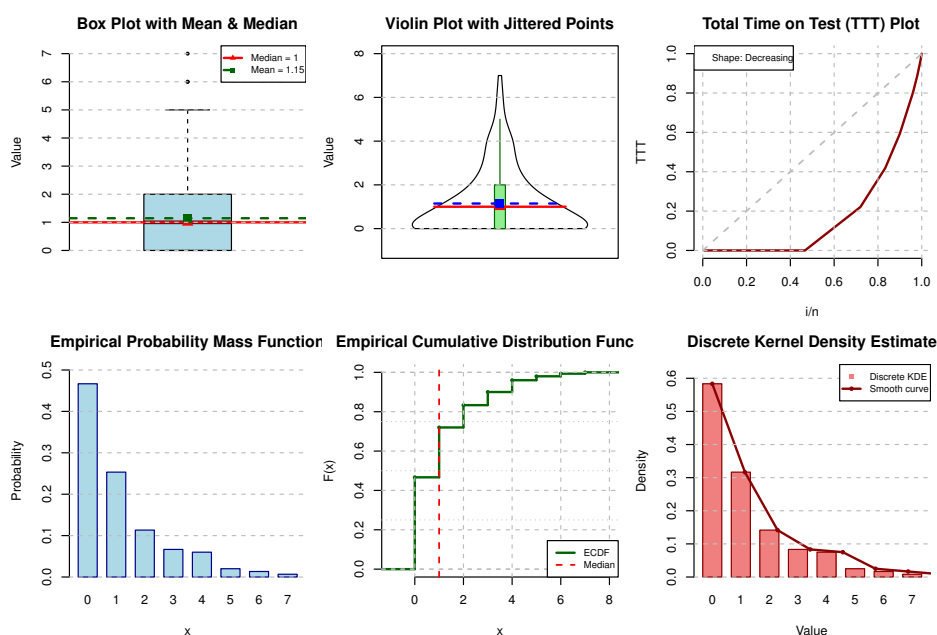 Box Plot with Mean & Median
Value
0 1 2 3 4 5 6 7
Median = 1
Mean = 1.15
Violin Plot with Jittered Points
Value
0 2 4 6 8
Total Time on Test (TTT) Plot
TTT
0.0 0.2 0.4 0.6 0.8 1.0
Shape: Decreasing
0.0 0.2 0.4 0.6 0.8 1.0
i/n
Empirical Probability Mass Function
Probability
0.0 0.1 0.2 0.3 0.4 0.5
0 1 2 3 4 5 6 7
x
Empirical Cumulative Distribution Func
F(x)
0.0 0.2 0.4 0.6 0.8 1.0
ECDF
Median
0 2 4 6 8
x
Discrete Kernel Density Estimate
Density
0.0 0.1 0.2 0.3 0.4 0.5 0.6
Discrete KDE
Smooth curve
0 1 2 3 4 5 6 7
Value